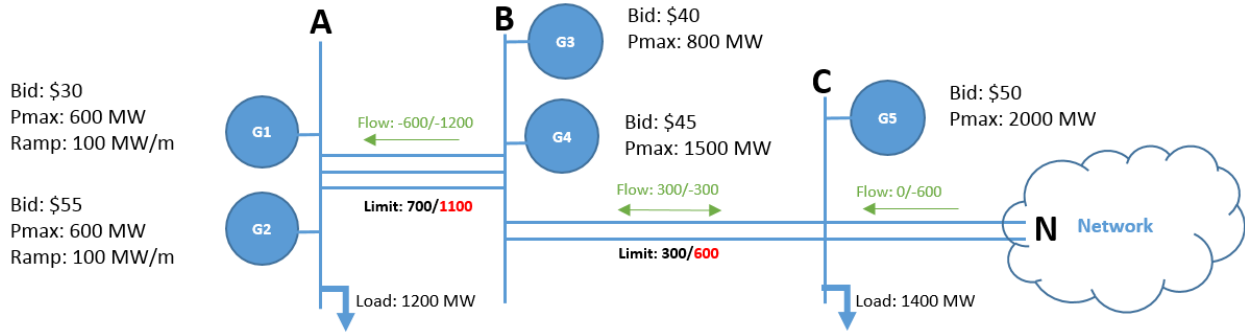 A
B
C
Bid: $40
Pmax: 800 MW
G3
Bid: $30
Pmax: 600 MW
Ramp: 100 MW/m
G1
Flow: -600/-1200
G4
Bid: $45
Pmax: 1500 MW
G5
Bid: $50
Pmax: 2000 MW
Bid: $55
Pmax: 600 MW
Ramp: 100 MW/m
G2
Limit: 700/1100
Flow: 300/-300
Flow: 0/-600
Limit: 300/600
N
Network
Load: 1200 MW
Load: 1400 MW